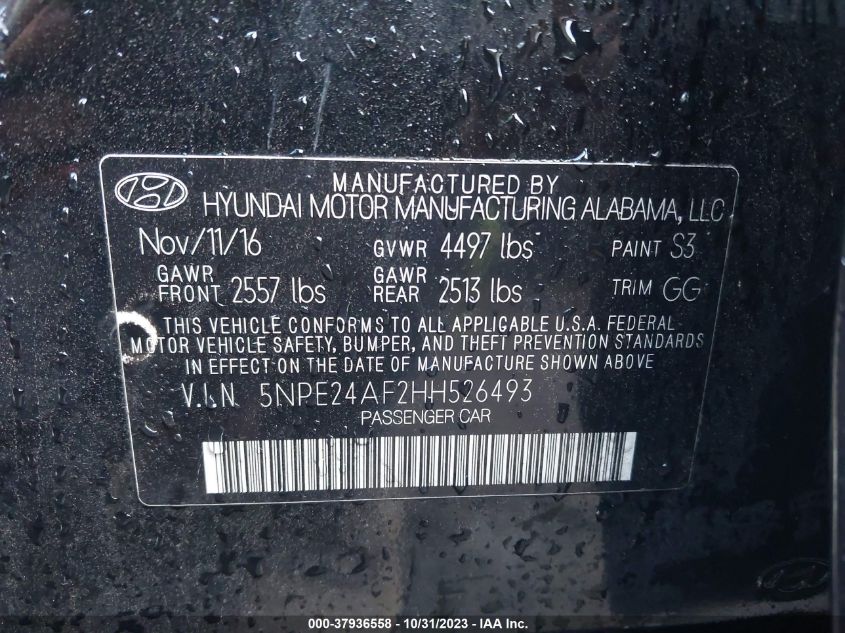 MANUFACTURED BY
HYUNDAI MOTOR MANUFACTURING ALABAMA, LLC
Nov/11/16 GVWR 4497 lbs PAINT S3
GAWR FRONT 2557 lbs GAWR REAR 2513 lbs TRIM GG
THIS VEHICLE CONFORMS TO ALL APPLICABLE U.S.A. FEDERAL
MOTOR VEHICLE SAFETY, BUMPER, AND THEFT PREVENTION STANDARDS
IN EFFECT ON THE DATE OF MANUFACTURE SHOWN ABOVE
V.I.N 5NPE24AF2HH526493
PASSENGER CAR
000-37936558 - 10/31/2023 - IAA Inc.